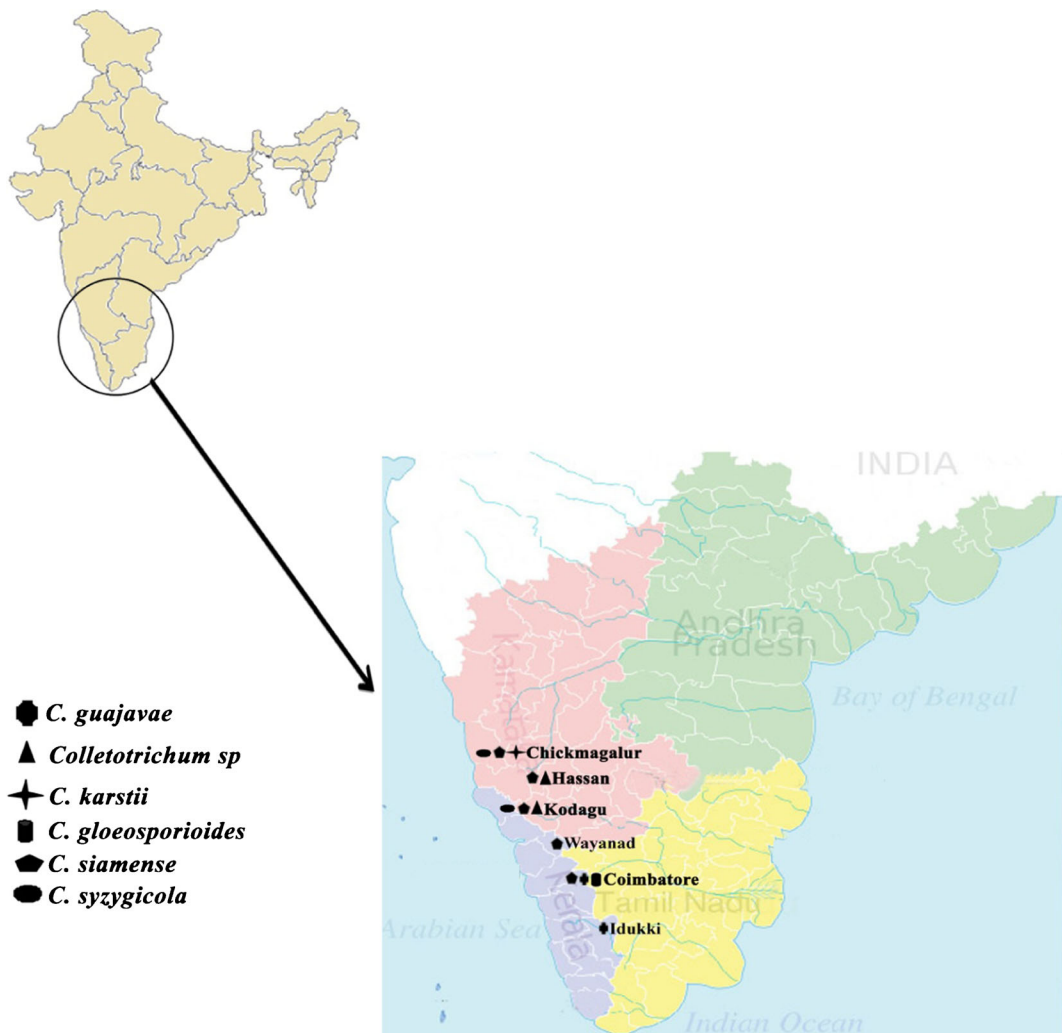 INDIA
Karnataka
Andhra
Pradesh
Bay of Bengal
C. guajavae
Colletotrichum sp
C. karstii
C. gloeosporioides
C. siamense
C. syzygicola
Chickmagalur
Hassan
Kodagu
Wayanad
Coimbatore
Kerala
Tamil Nadu
Arabian Sea
Idukki
Indian Ocean